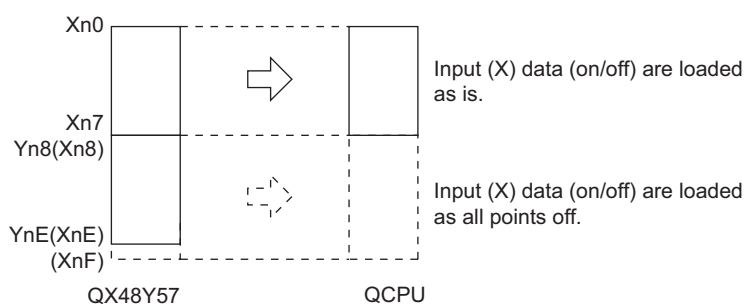 Xn0
Input (X) data (on/off) are loaded
as is.
Xn7
Yn8(Xn8)
Input (X) data (on/off) are loaded
as all points off.
YnE(XnE)
(XnF)
QX48Y57
QCPU